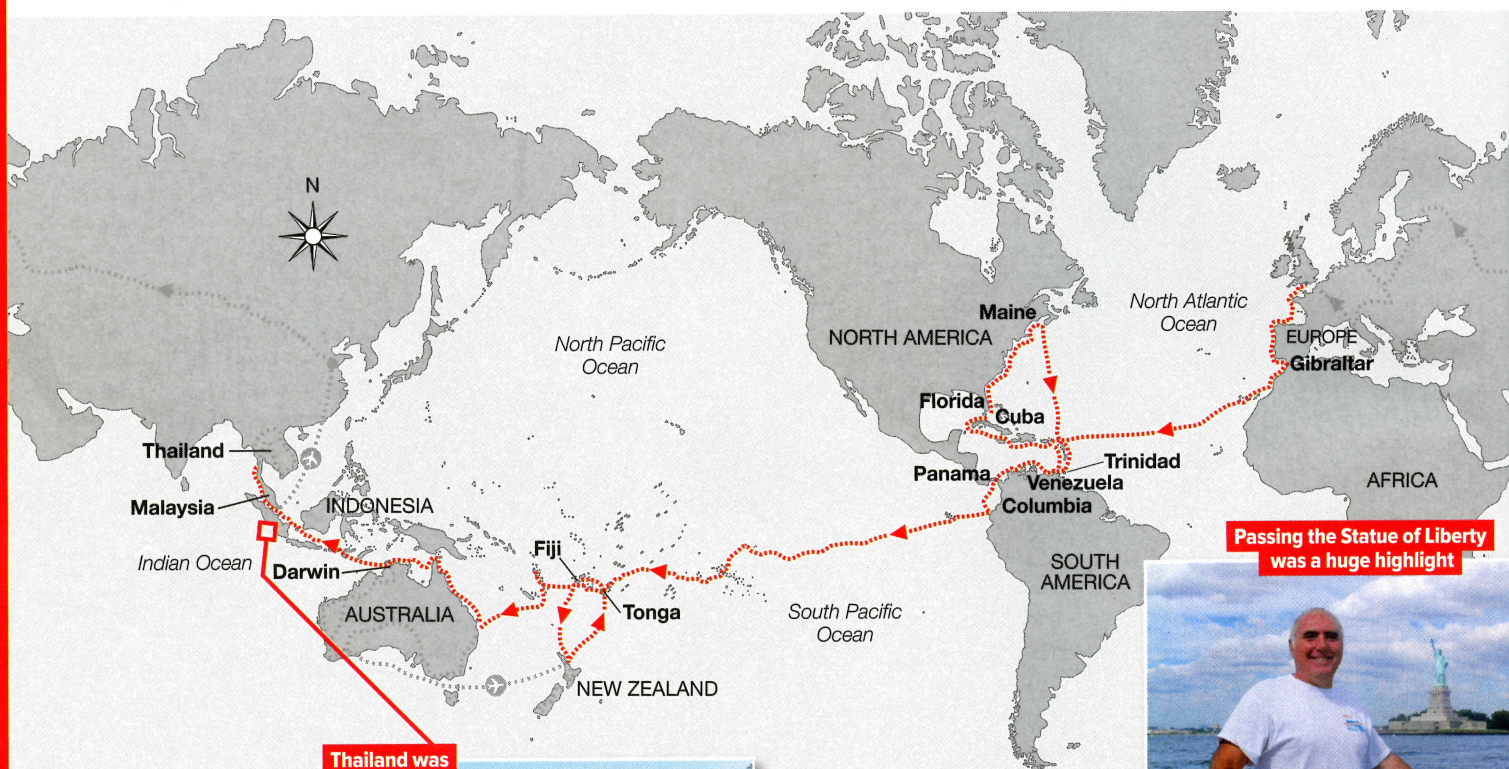 N
Maine
North Atlantic
Ocean
NORTH AMERICA
North Pacific
Ocean
EUROPE
Gibraltar
Florida
Cuba
Thailand
Trinidad
Panama
Venezuela
AFRICA
Malaysia
INDONESIA
Columbia
Passing the Statue of Liberty
was a huge highlight
Fiji
Indian Ocean
Darwin
SOUTH
AMERICA
AUSTRALIA
Tonga
South Pacific
Ocean
NEW ZEALAND
Thailand was